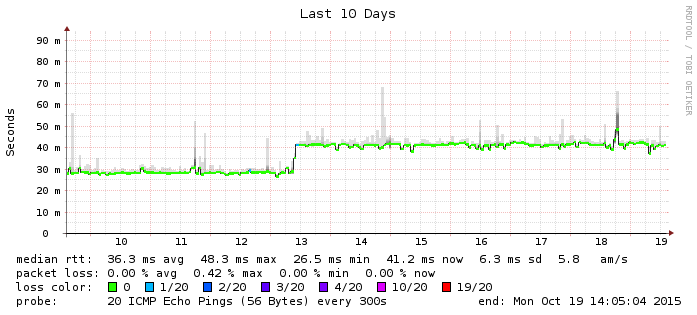 Last 10 Days
RRDTOOL / TOBI OETIKER
Seconds
90 m
80 m
70 m
60 m
50 m
40 m
30 m
20 m
10 m
0
10 11 12 13 14 15 16 17 18 19
median rtt: 36.3 ms avg 48.3 ms max 26.5 ms min 41.2 ms now 6.3 ms sd 5.8 am/s
packet loss: 0.00 % avg 0.42 % max 0.00 % min 0.00 % now
loss color: 0 1/20 2/20 3/20 4/20 10/20 19/20
probe: 20 ICMP Echo Pings (56 Bytes) every 300s end: Mon Oct 19 14:05:04 2015